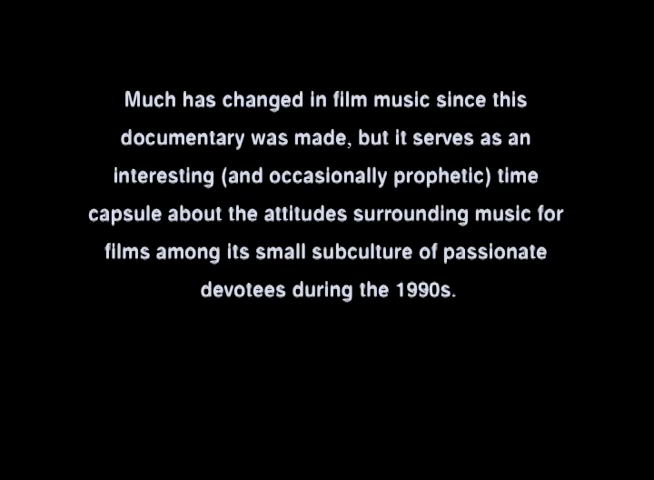 Much has changed in film music since this
documentary was made, but it serves as an
interesting (and occasionally prophetic) time
capsule about the attitudes surrounding music for
films among its small subculture of passionate
devotees during the 1990s.